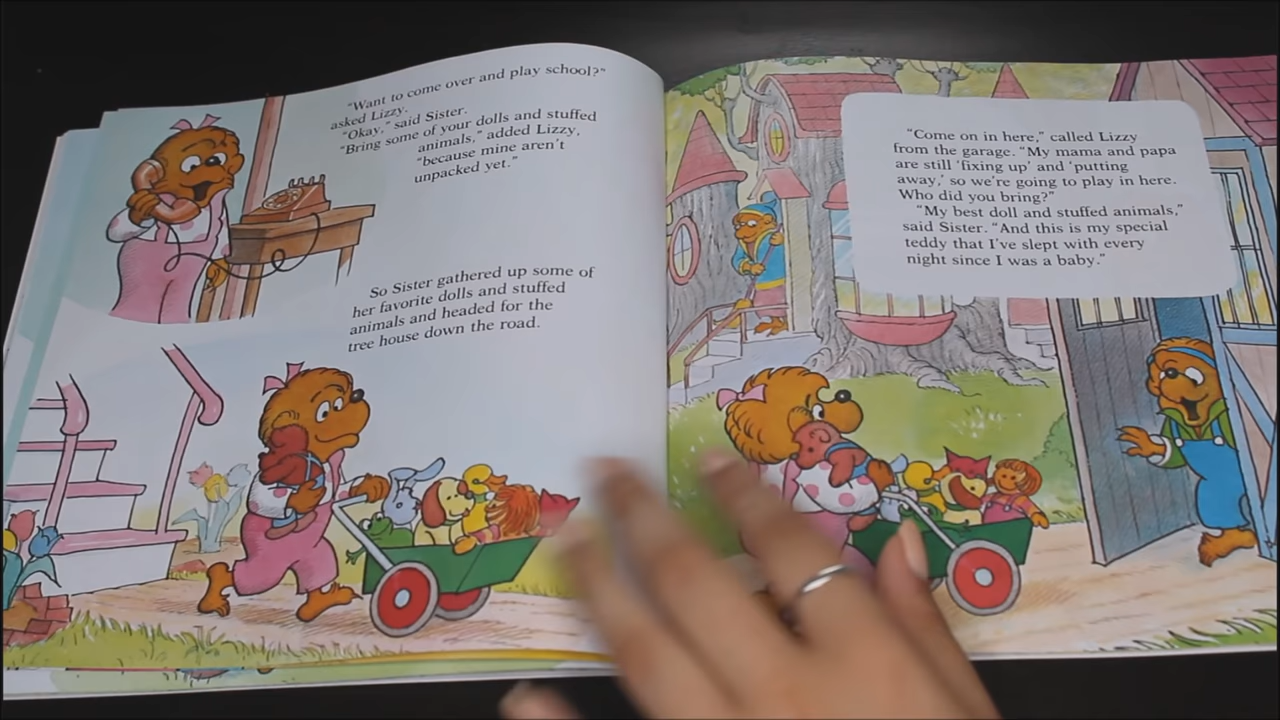 "Want to come over and play school?"
asked Lizzy.
"Okay," said Sister.
"Bring some of your dolls and stuffed
animals," added Lizzy,
"because mine aren't
unpacked yet."
So Sister gathered up some of
her favorite dolls and stuffed
animals and headed for the
tree house down the road.
"Come on in here," called Lizzy
from the garage. "My mama and papa
are still 'fixing up' and 'putting
away,' so we're going to play in here.
Who did you bring?"
"My best doll and stuffed animals,"
said Sister. "And this is my special
teddy that I've slept with every
night since I was a baby."